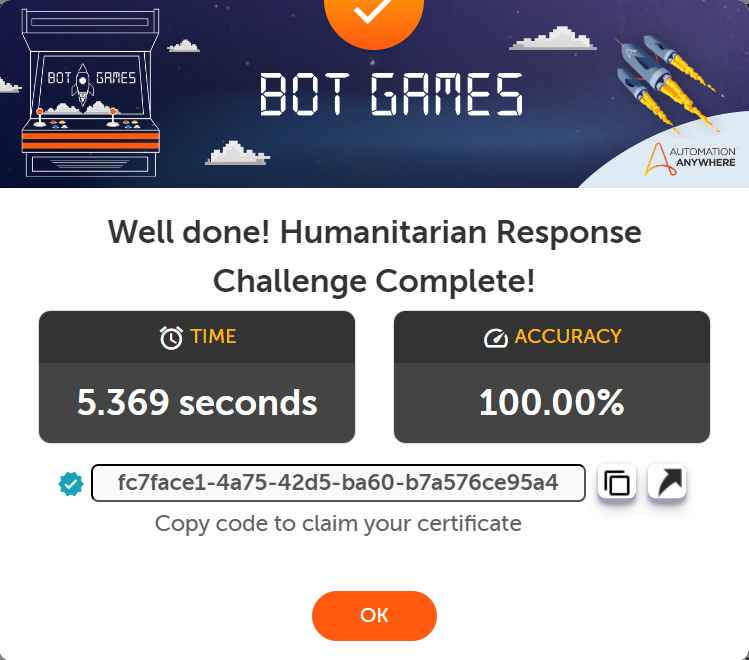 BOT GAMES
BOT GAMES
AUTOMATION
ANYWHERE
Well done! Humanitarian Response
Challenge Complete!
TIME
5.369 seconds
ACCURACY
100.00%
fc7face1-4a75-42d5-ba60-b7a576ce95a4
Copy code to claim your certificate
OK